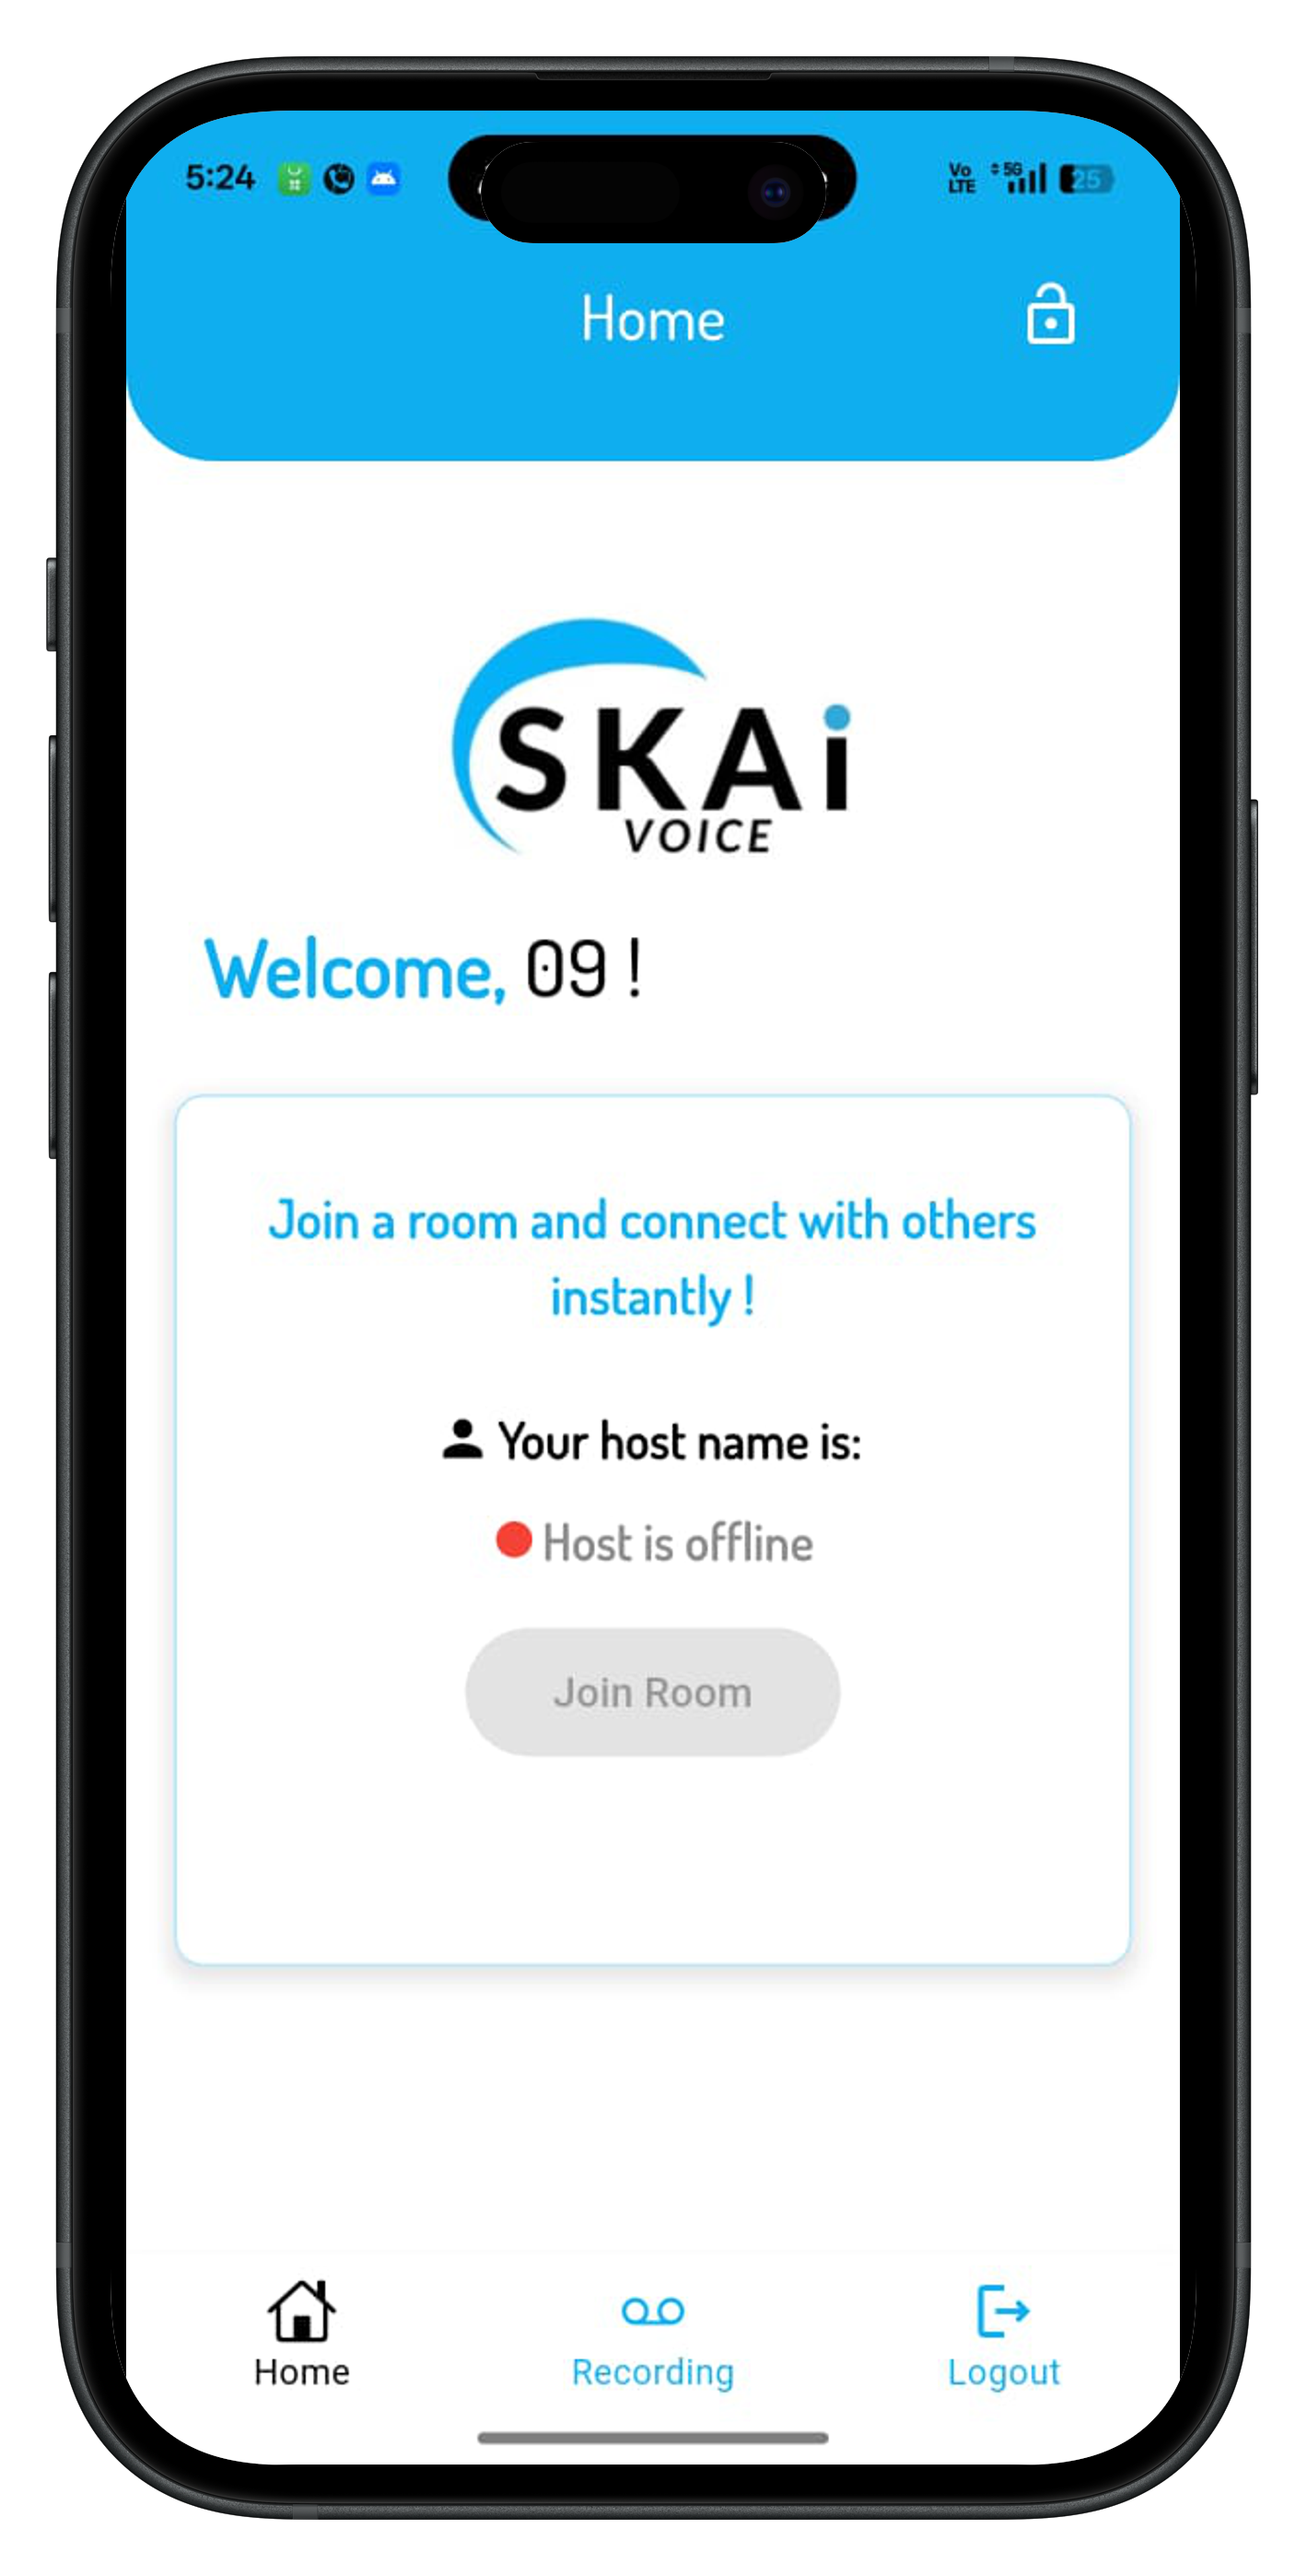 5:24
Vo
LTE
5G
25
Home
SKAi
VOICE
Welcome, 09 !
Join a room and connect with others
instantly !
Your host name is:
Host is offline
Join Room
Home
Recording
Logout